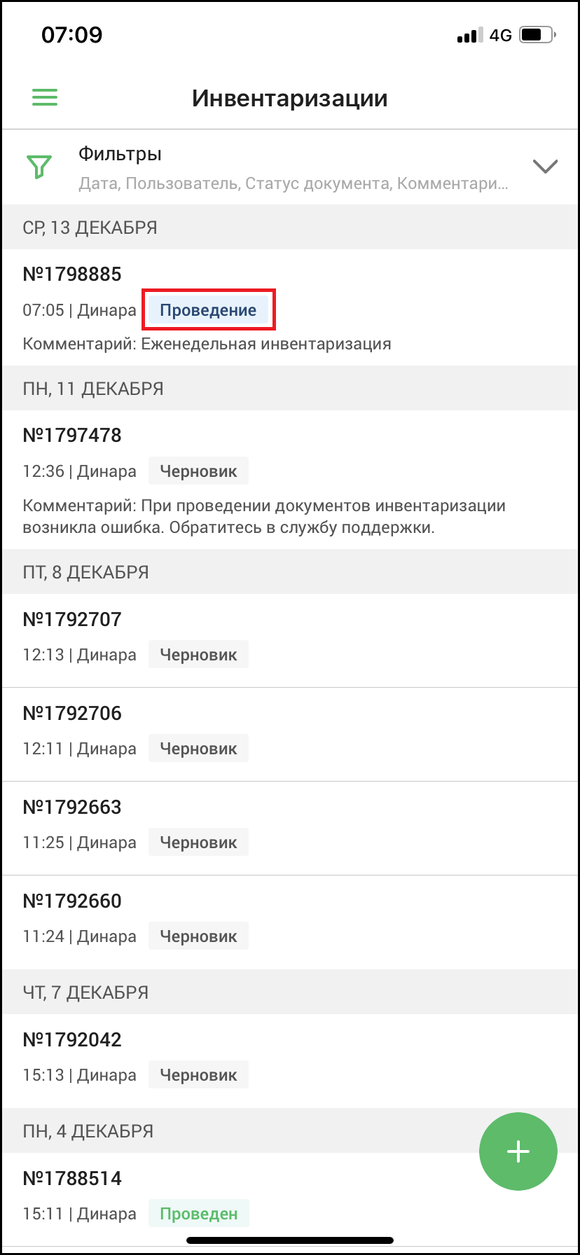 07:09
4G
Инвентаризации
Фильтры
Дата, Пользователь, Статус документа, Комментари...
СР, 13 ДЕКАБРЯ
№1798885
07:05 | Динара Проведение
Комментарий: Еженедельная инвентаризация
ПН, 11 ДЕКАБРЯ
№1797478
12:36 | Динара Черновик
Комментарий: При проведении документов инвентаризации
возникла ошибка. Обратитесь в службу поддержки.
ПТ, 8 ДЕКАБРЯ
№1792707
12:13 | Динара Черновик
№1792706
12:11 | Динара Черновик
№1792663
11:25 | Динара Черновик
№1792660
11:24 | Динара Черновик
ЧТ, 7 ДЕКАБРЯ
№1792042
15:13 | Динара Черновик
ПН, 4 ДЕКАБРЯ
№1788514
15:11 | Динара Проведен